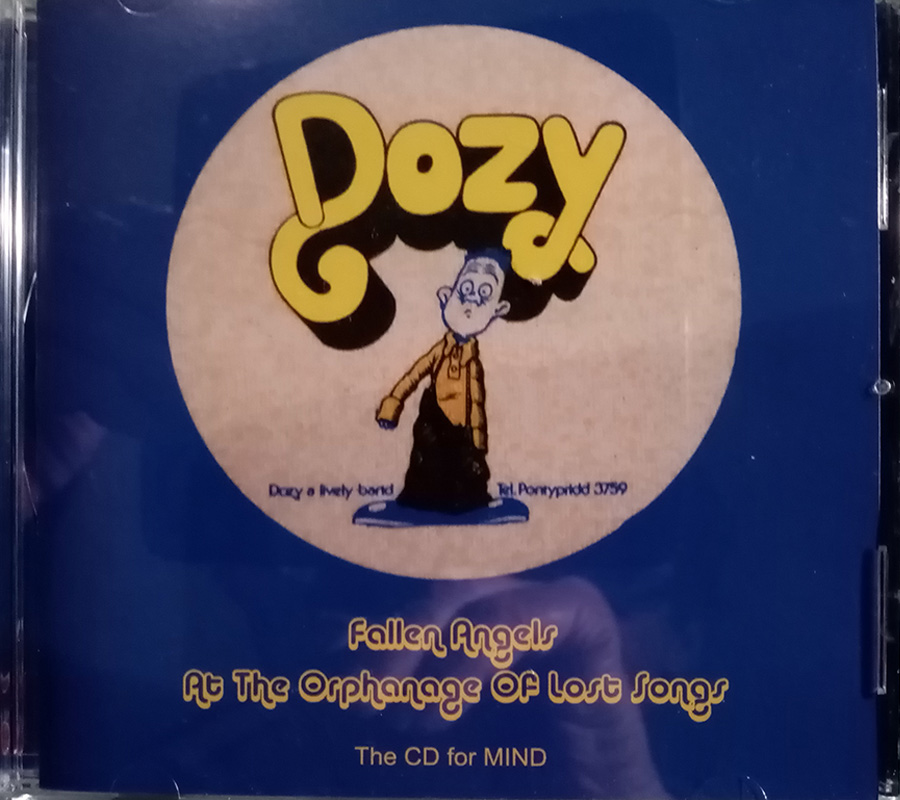 Dozy
Dozy a lively band Tel. Pontypridd 3759
Fallen Angels
At The Orphanage Of Lost Songs
The CD for MIND